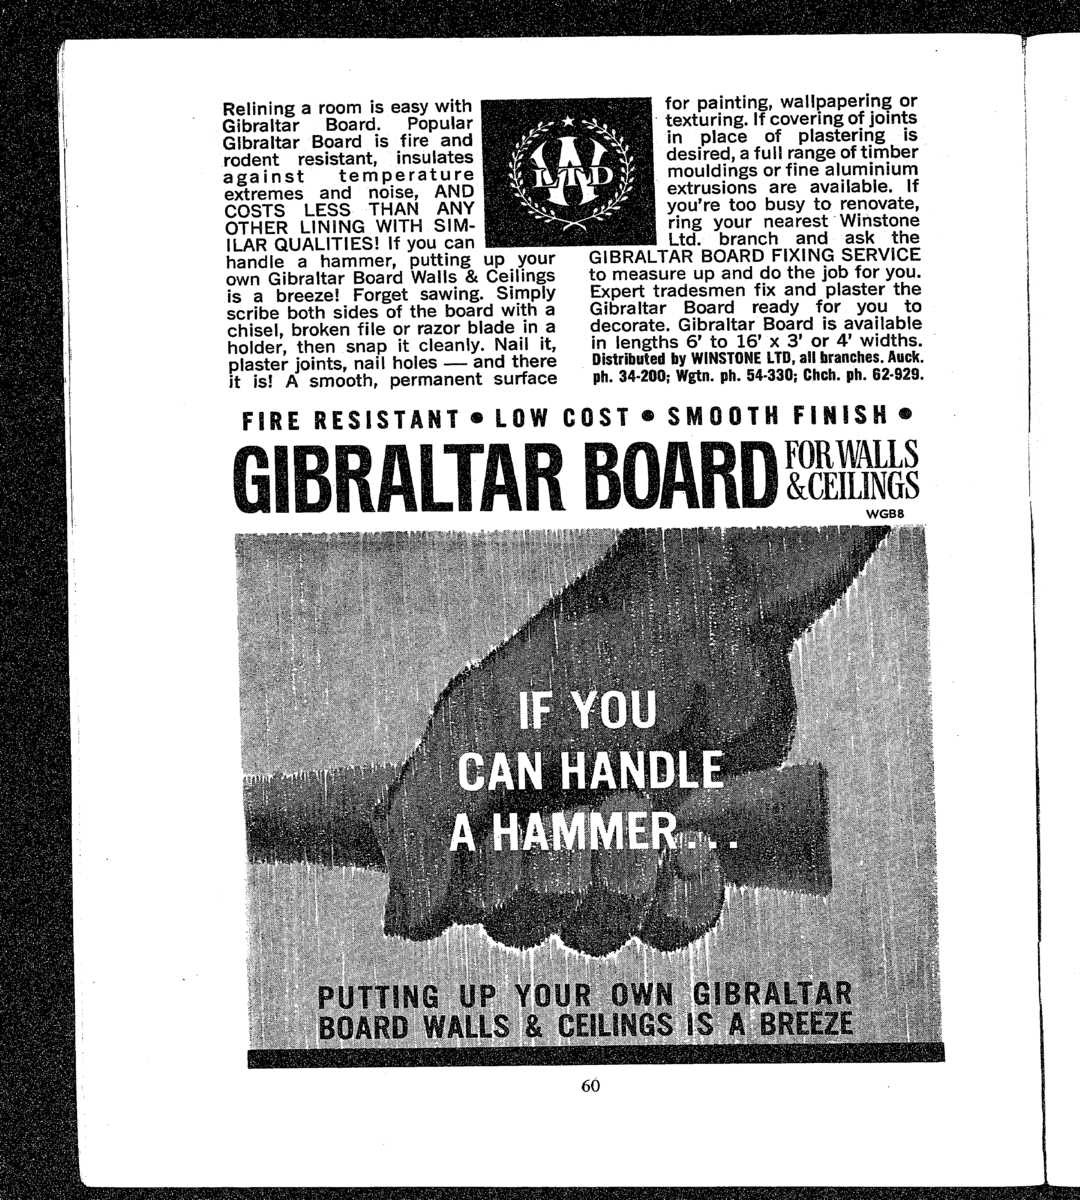 Relining a room is easy with
Gibraltar Board. Popular
Gibraltar Board is fire and
rodent resistant, insulates
against temperature
extremes and noise, AND
COSTS LESS THAN ANY
OTHER LINING WITH SIM-
ILAR QUALITIES! If you can
handle a hammer, putting up your
own Gibraltar Board Walls & Ceilings
is a breeze! Forget sawing. Simply
scribe both sides of the board with a
chisel, broken file or razor blade in a
holder, then snap it cleanly. Nail it,
plaster joints, nail holes — and there
it is! A smooth, permanent surface
W LTD
for painting, wallpapering or
texturing. If covering of joints
in place of plastering is
desired, a full range of timber
mouldings or fine aluminium
extrusions are available. If
you're too busy to renovate,
ring your nearest Winstone
Ltd. branch and ask the
GIBRALTAR BOARD FIXING SERVICE
to measure up and do the job for you.
Expert tradesmen fix and plaster the
Gibraltar Board ready for you to
decorate. Gibraltar Board is available
in lengths 6' to 16' x 3' or 4' widths.
Distributed by WINSTONE LTD, all branches. Auck.
ph. 34-200; Wgtn. ph. 54-330; Chch. ph. 62-929.
FIRE RESISTANT • LOW COST • SMOOTH FINISH •
GIBRALTAR BOARD FOR WALLS
& CEILINGS
WGB8
IF YOU
CAN HANDLE
A HAMMER...
PUTTING UP YOUR OWN GIBRALTAR
BOARD WALLS & CEILINGS IS A BREEZE
60